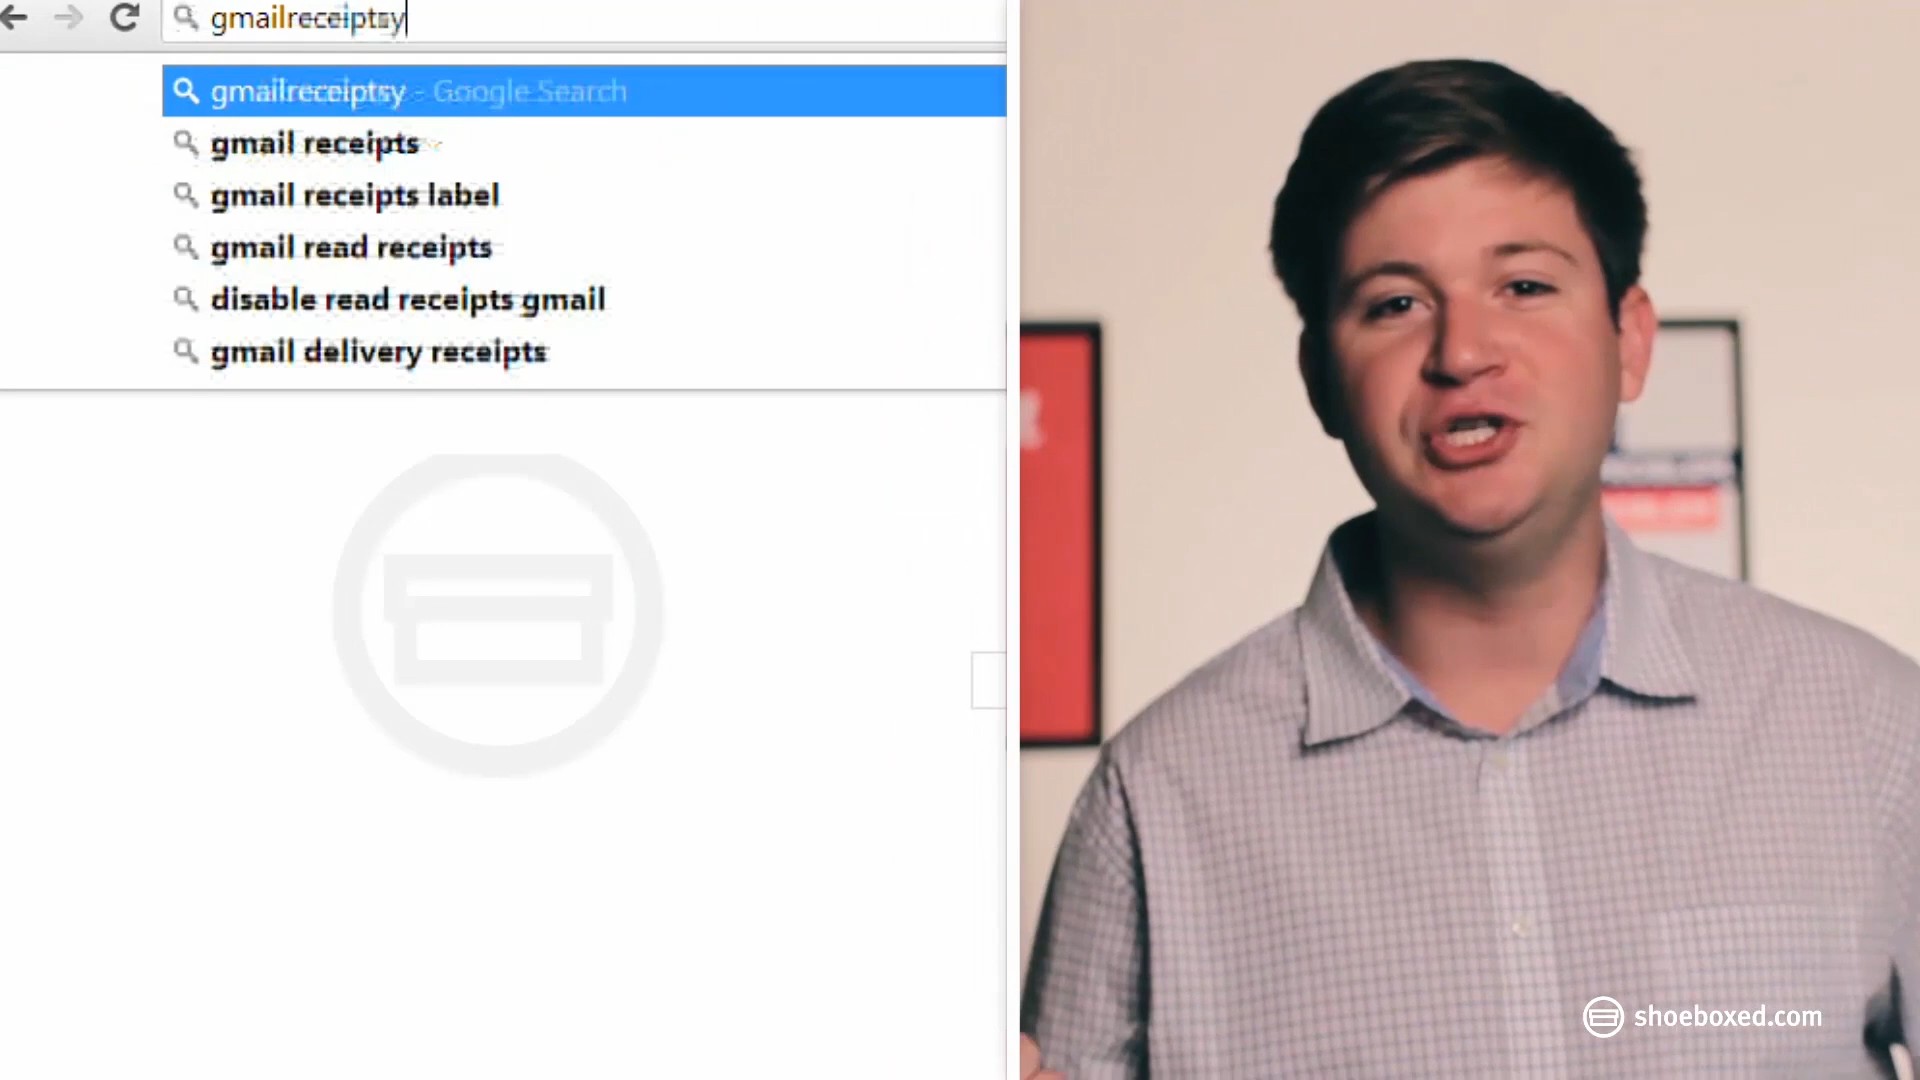 gmailreceiptsy
gmailreceiptsy - Google Search
gmail receipts
gmail receipts label
gmail read receipts
disable read receipts gmail
gmail delivery receipts
shoeboxed.com